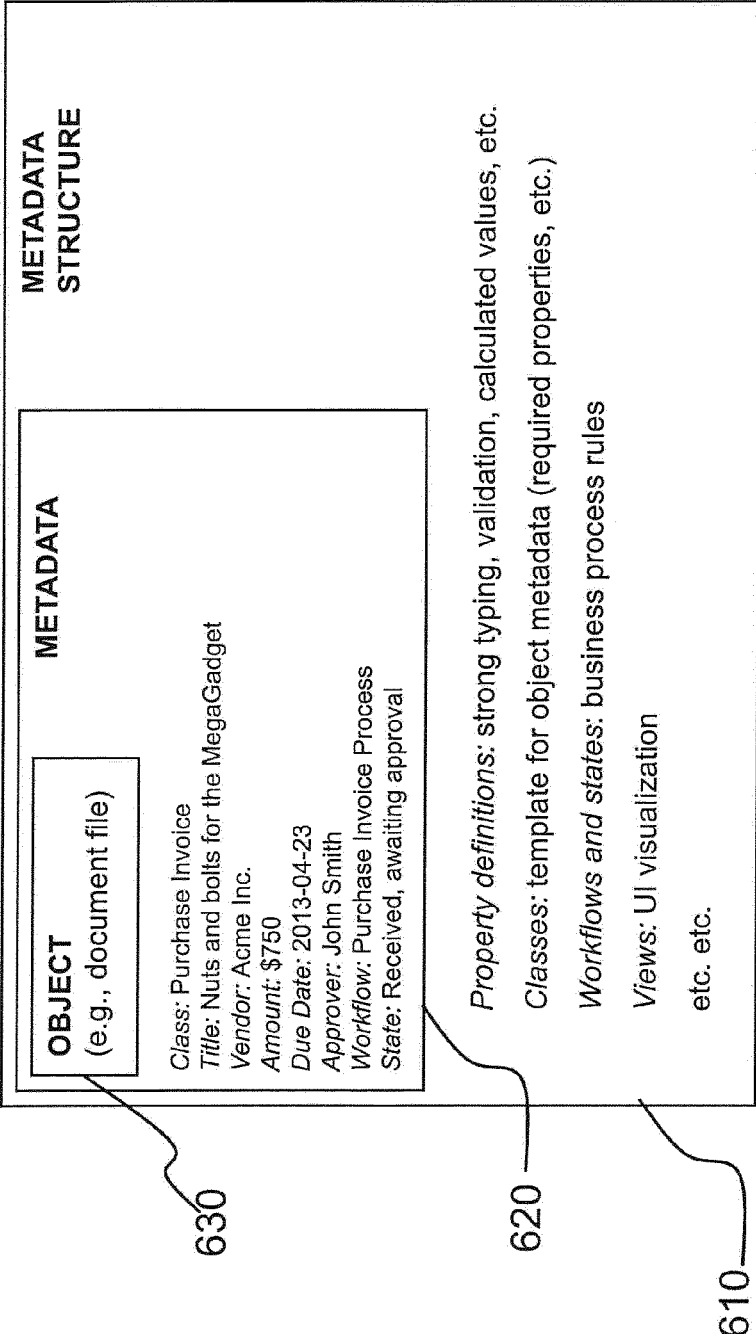 METADATA
STRUCTURE
METADATA
OBJECT
(e.g., document file)
Class: Purchase Invoice
Title: Nuts and bolts for the MegaGadget
Vendor: Acme Inc.
Amount: $750
Due Date: 2013-04-23
Approver: John Smith
Workflow: Purchase Invoice Process
State: Received, awaiting approval
Property definitions: strong typing, validation, calculated values, etc.
Classes: template for object metadata (required properties, etc.)
Workflows and states: business process rules
Views: UI visualization
etc. etc.
630
620
610